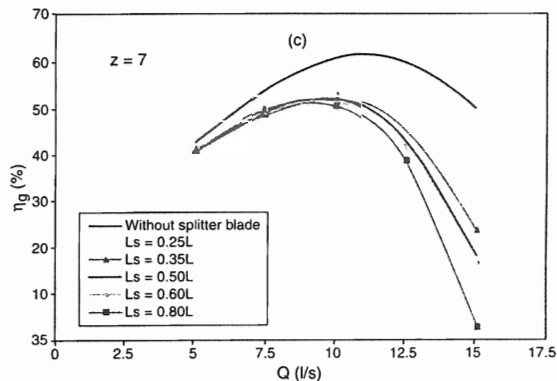 70
(c)
z = 7
60
50
40
30
20
10
35
ηg (%)
Without splitter blade
Ls = 0.25L
Ls = 0.35L
Ls = 0.50L
Ls = 0.60L
Ls = 0.80L
0
2.5
5
7.5
10
12.5
15
17.5
Q (l/s)